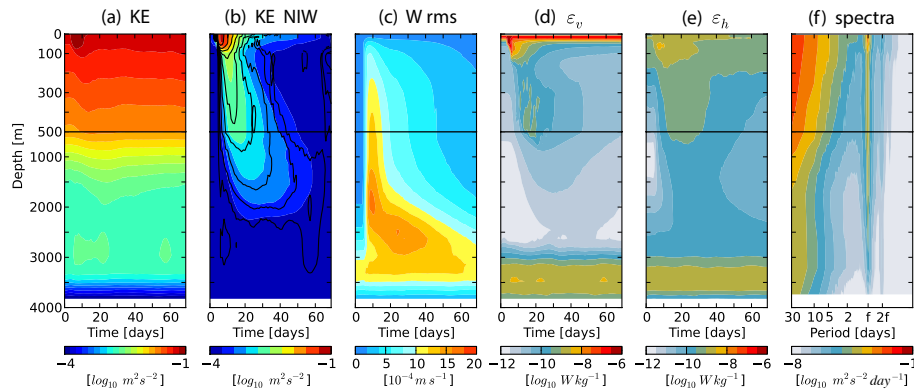 (a) KE (b) KE NIW (c) W rms (d) ε_v (e) ε_h (f) spectra
0
100
300
500
1000
2000
3000
4000
Depth [m]
0 20 40 60 0 20 40 60 0 20 40 60 0 20 40 60 0 20 40 60 30 10 5 2 f 2f
Time [days] Time [days] Time [days] Time [days] Time [days] Period [days]
−4 −1 −4 −1 0 5 10 15 20 −12 −10 −8 −6 −12 −10 −8 −6 −8 −1
[log₁₀ m²s⁻²] [log₁₀ m²s⁻²] [10⁻⁴ m s⁻¹] [log₁₀ Wkg⁻¹] [log₁₀ Wkg⁻¹] [log₁₀ m²s⁻² day⁻¹]